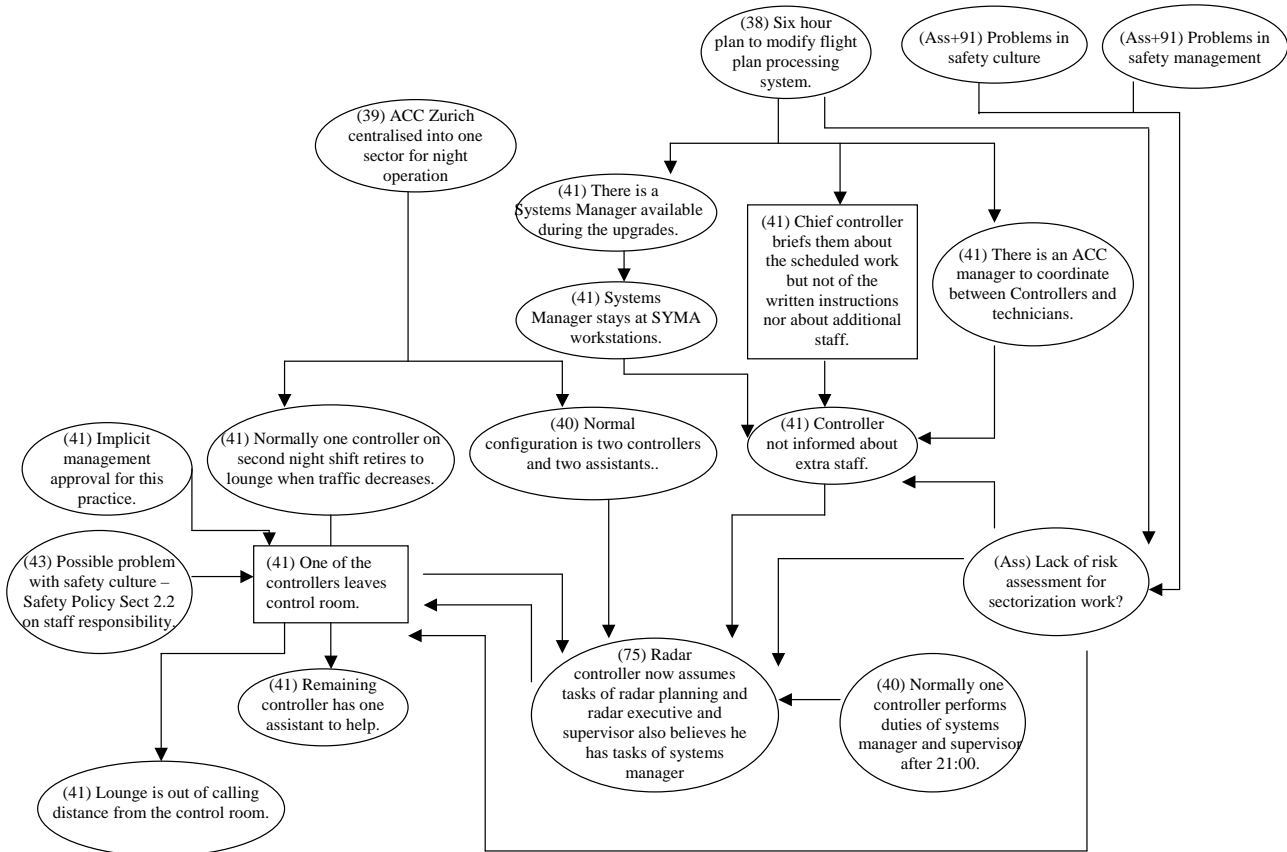 (38) Six hour
plan to modify flight
plan processing
system.
(Ass+91) Problems in
safety culture
(Ass+91) Problems in
safety management
(39) ACC Zurich
centralised into one
sector for night
operation
(41) There is a
Systems Manager available
during the upgrades.
(41) Chief controller
briefs them about
the scheduled work
but not of the
written instructions
nor about additional
staff.
(41) There is an ACC
manager to coordinate
between Controllers and
technicians.
(41) Systems
Manager stays at SYMA
workstations.
(41) Implicit
management
approval for this
practice.
(41) Normally one controller on
second night shift retires to
lounge when traffic decreases.
(40) Normal
configuration is two controllers
and two assistants..
(41) Controller
not informed about
extra staff.
(43) Possible problem
with safety culture –
Safety Policy Sect 2.2
on staff responsibility.
(41) One of the
controllers leaves
control room.
(Ass) Lack of risk
assessment for
sectorization work?
(41) Remaining
controller has one
assistant to help.
(75) Radar
controller now assumes
tasks of radar planning and
radar executive and
supervisor also believes he
has tasks of systems
manager
(40) Normally one
controller performs
duties of systems
manager and supervisor
after 21:00.
(41) Lounge is out of calling
distance from the control room.